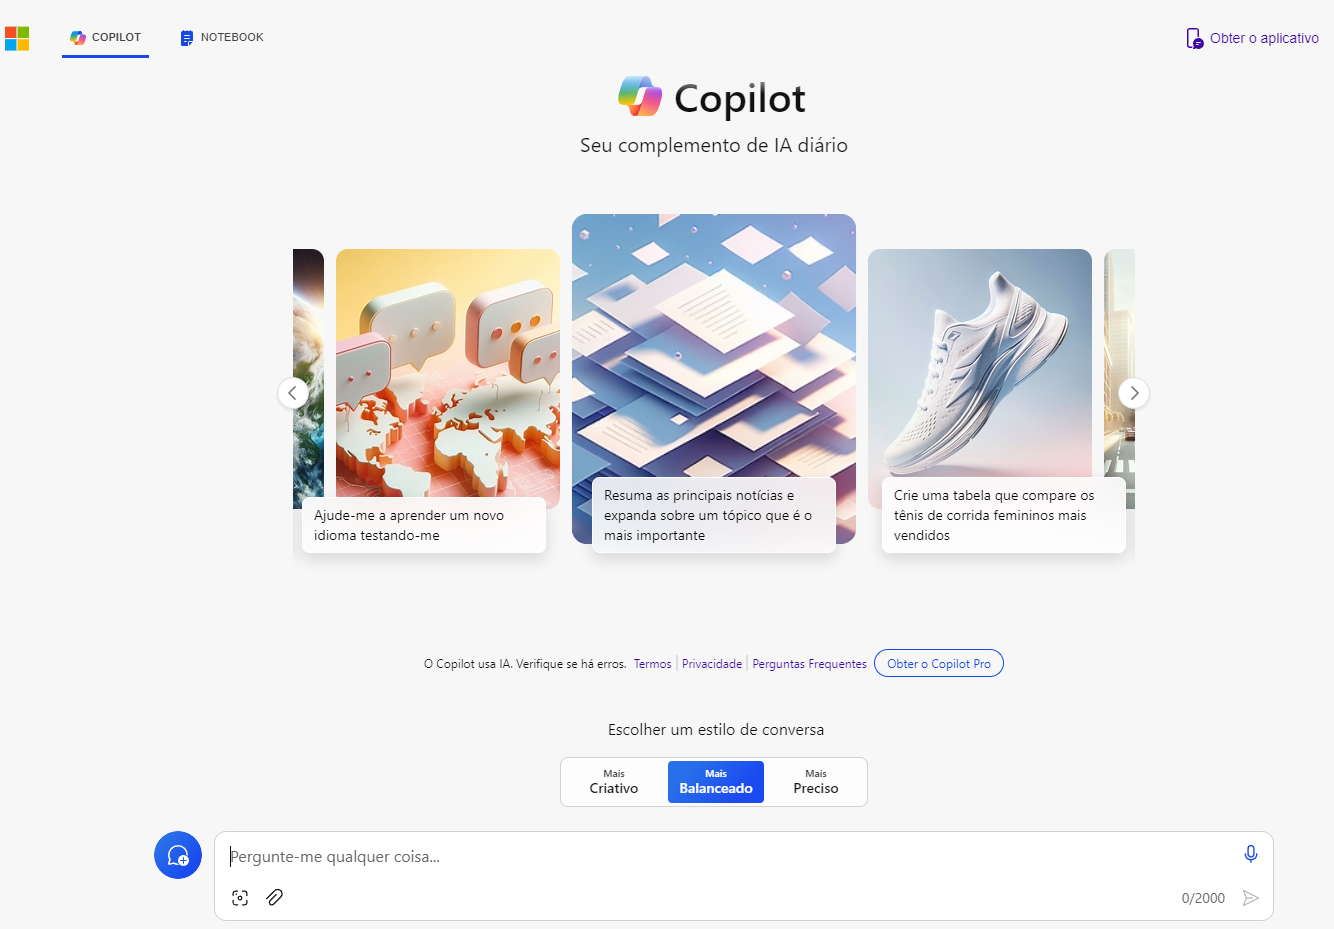 COPILOT
NOTEBOOK
Obter o aplicativo
Copilot
Seu complemento de IA diário
Ajude-me a aprender um novo
idioma testando-me
Resuma as principais notícias e
expanda sobre um tópico que é o
mais importante
Crie uma tabela que compare os
tênis de corrida femininos mais
vendidos
O Copilot usa IA. Verifique se há erros. Termos Privacidade Perguntas Frequentes Obter o Copilot Pro
Escolher um estilo de conversa
Mais
Criativo
Mais
Balanceado
Mais
Preciso
Pergunte-me qualquer coisa...
0/2000